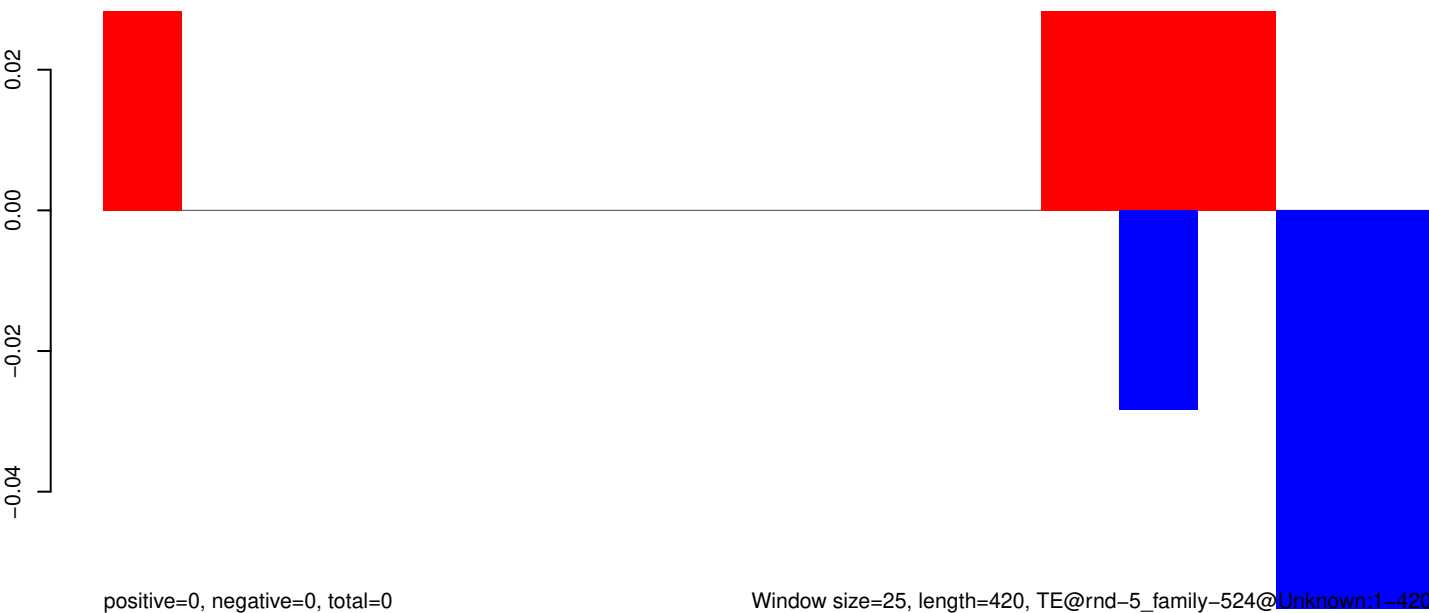 0.02
0.00
−0.02
−0.04
positive=0, negative=0, total=0
Window size=25, length=420, TE@rnd−5_family−524@Unknown:1−420